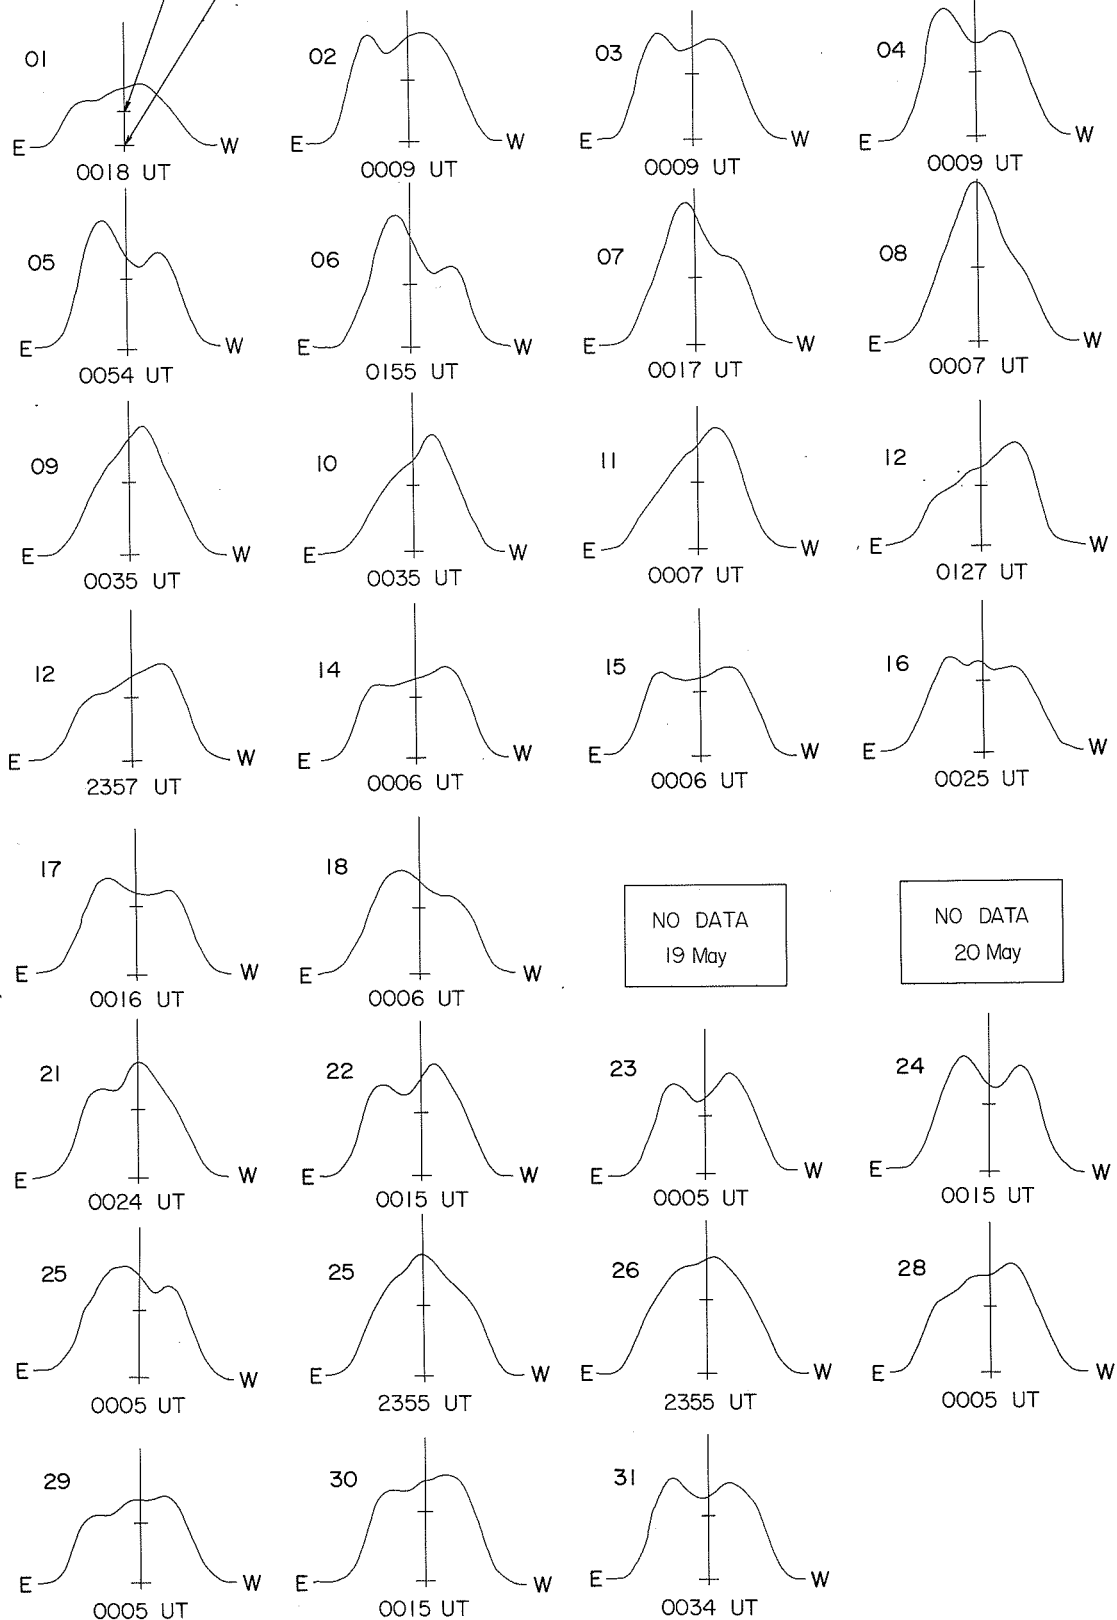 01 02 03 04
E W E W E W E W
0018 UT 0009 UT 0009 UT 0009 UT
05 06 07 08
E W E W E W E W
0054 UT 0155 UT 0017 UT 0007 UT
09 10 11 12
E W E W E W E W
0035 UT 0035 UT 0007 UT 0127 UT
12 14 15 16
E W E W E W E W
2357 UT 0006 UT 0006 UT 0025 UT
17 18 NO DATA NO DATA
19 May 20 May
E W E W
0016 UT 0006 UT
21 22 23 24
E W E W E W E W
0024 UT 0015 UT 0005 UT 0015 UT
25 25 26 28
E W E W E W E W
0005 UT 2355 UT 2355 UT 0005 UT
29 30 31
E W E W E W
0005 UT 0015 UT 0034 UT